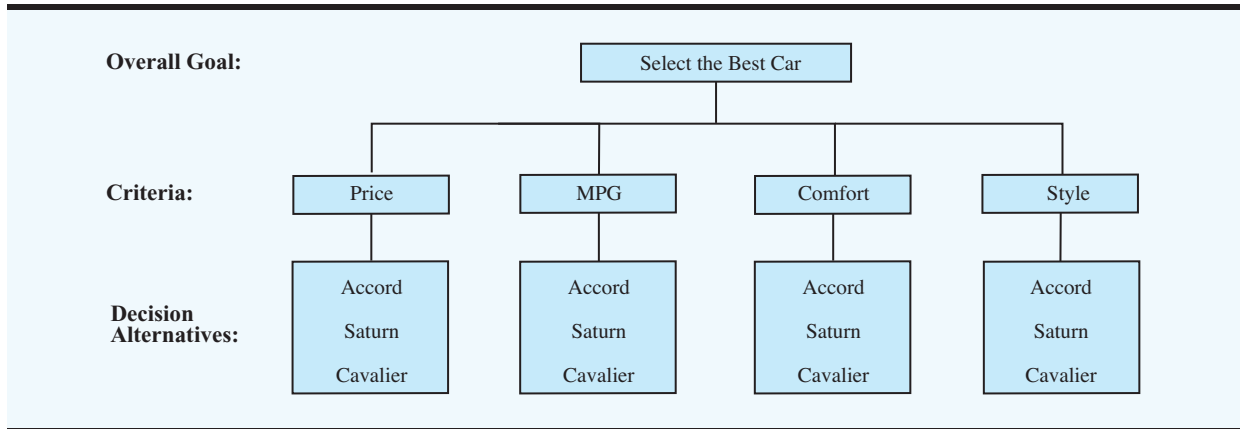 Overall Goal:
Select the Best Car
Criteria:
Price
MPG
Comfort
Style
Decision
Alternatives:
Accord
Saturn
Cavalier
Accord
Saturn
Cavalier
Accord
Saturn
Cavalier
Accord
Saturn
Cavalier